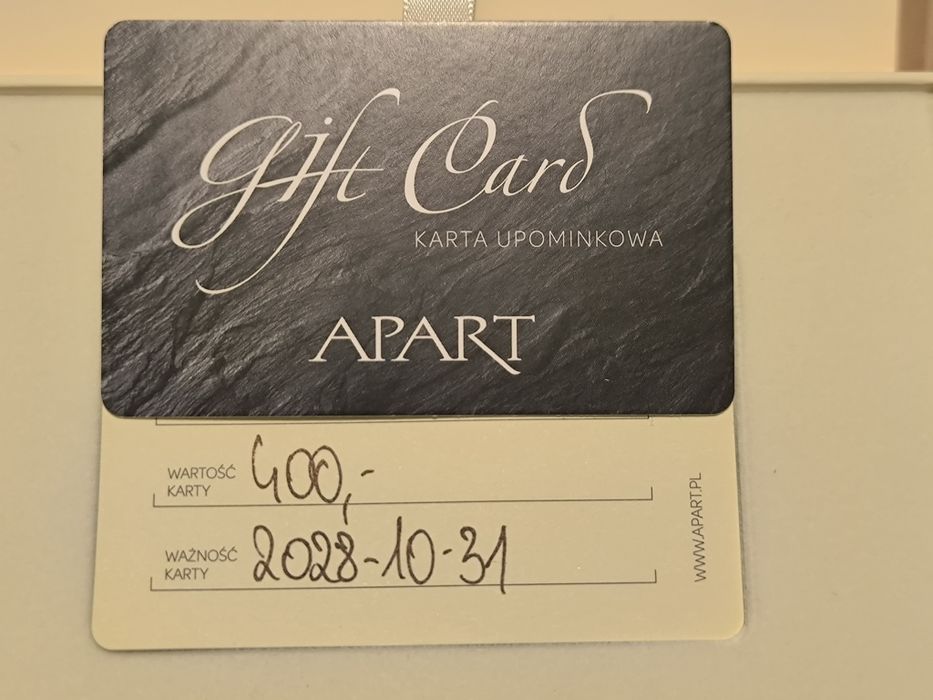 Gift Card
KARTA UPOMINKOWA
APART
WARTOŚĆ KARTY 400,-
WAŻNOŚĆ KARTY 2028-10-31
WWW.APART.PL